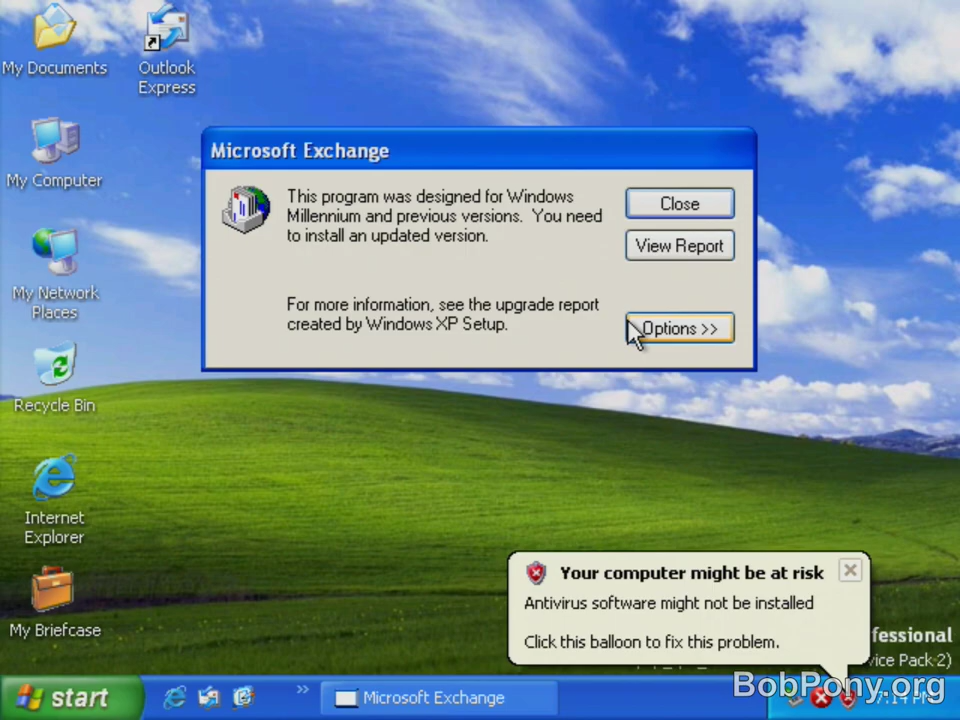 My Documents
Outlook
Express
My Computer
My Network
Places
Recycle Bin
Internet
Explorer
My Briefcase
Microsoft Exchange
This program was designed for Windows
Millennium and previous versions. You need
to install an updated version.
For more information, see the upgrade report
created by Windows XP Setup.
Close
View Report
Options >>
Your computer might be at risk
Antivirus software might not be installed
Click this balloon to fix this problem.
fessional
vice Pack 2)
start
Microsoft Exchange
BobPony.org